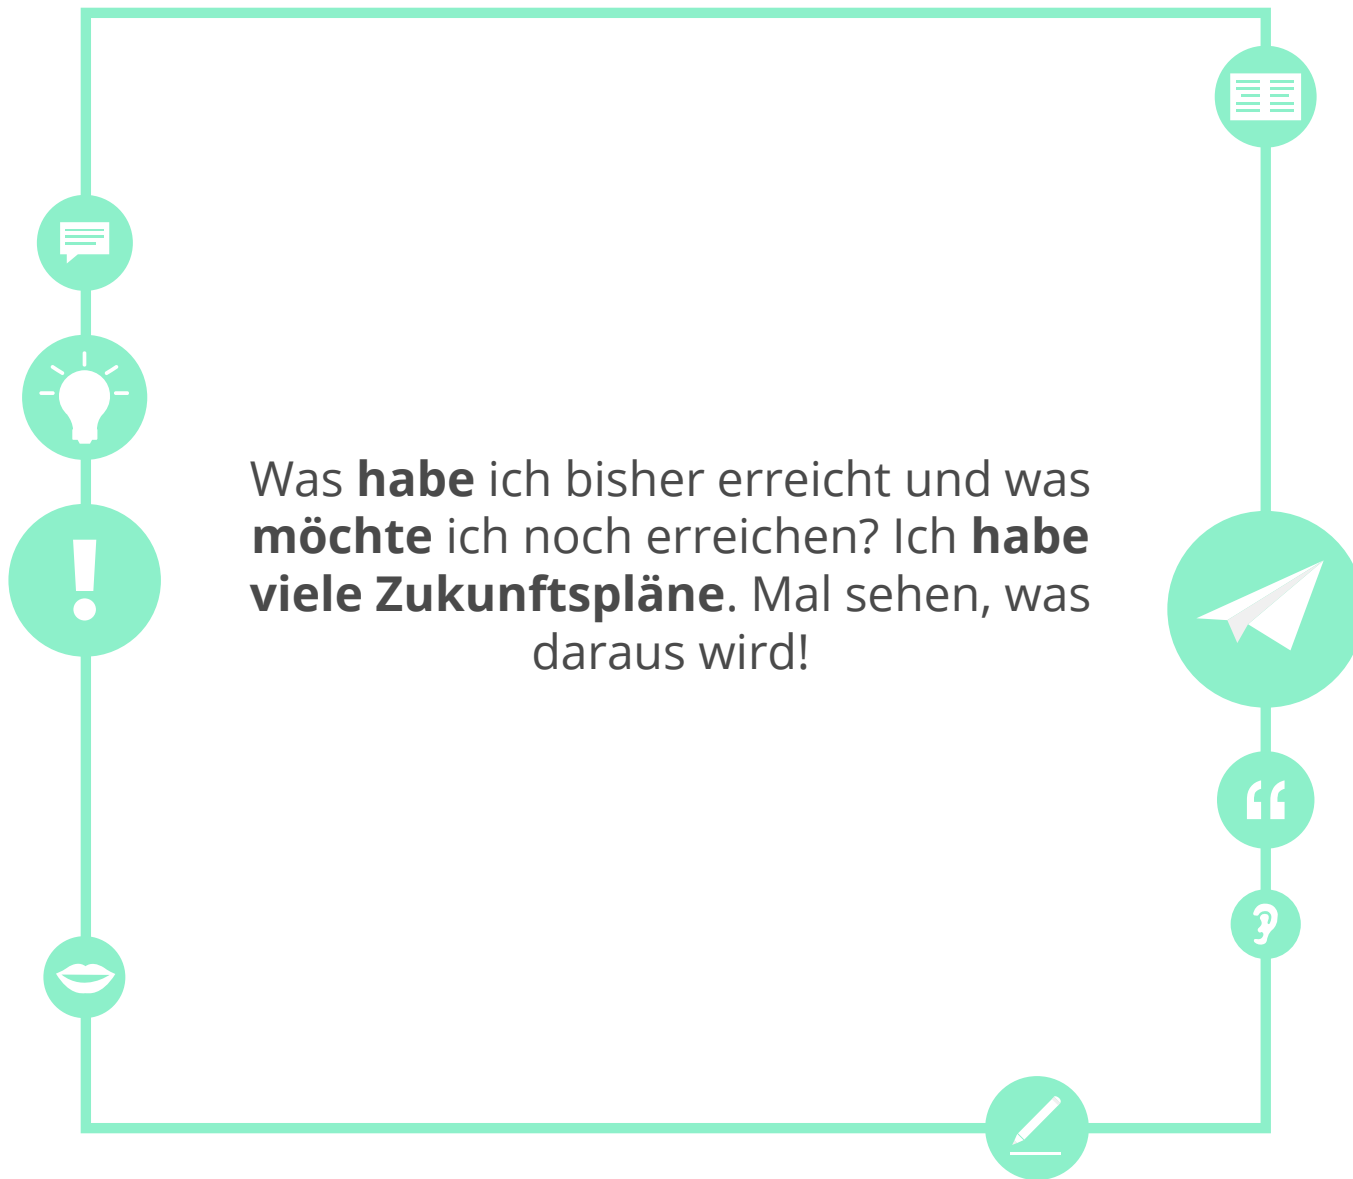 Was habe ich bisher erreicht und was
möchte ich noch erreichen? Ich habe
viele Zukunftspläne. Mal sehen, was
daraus wird!